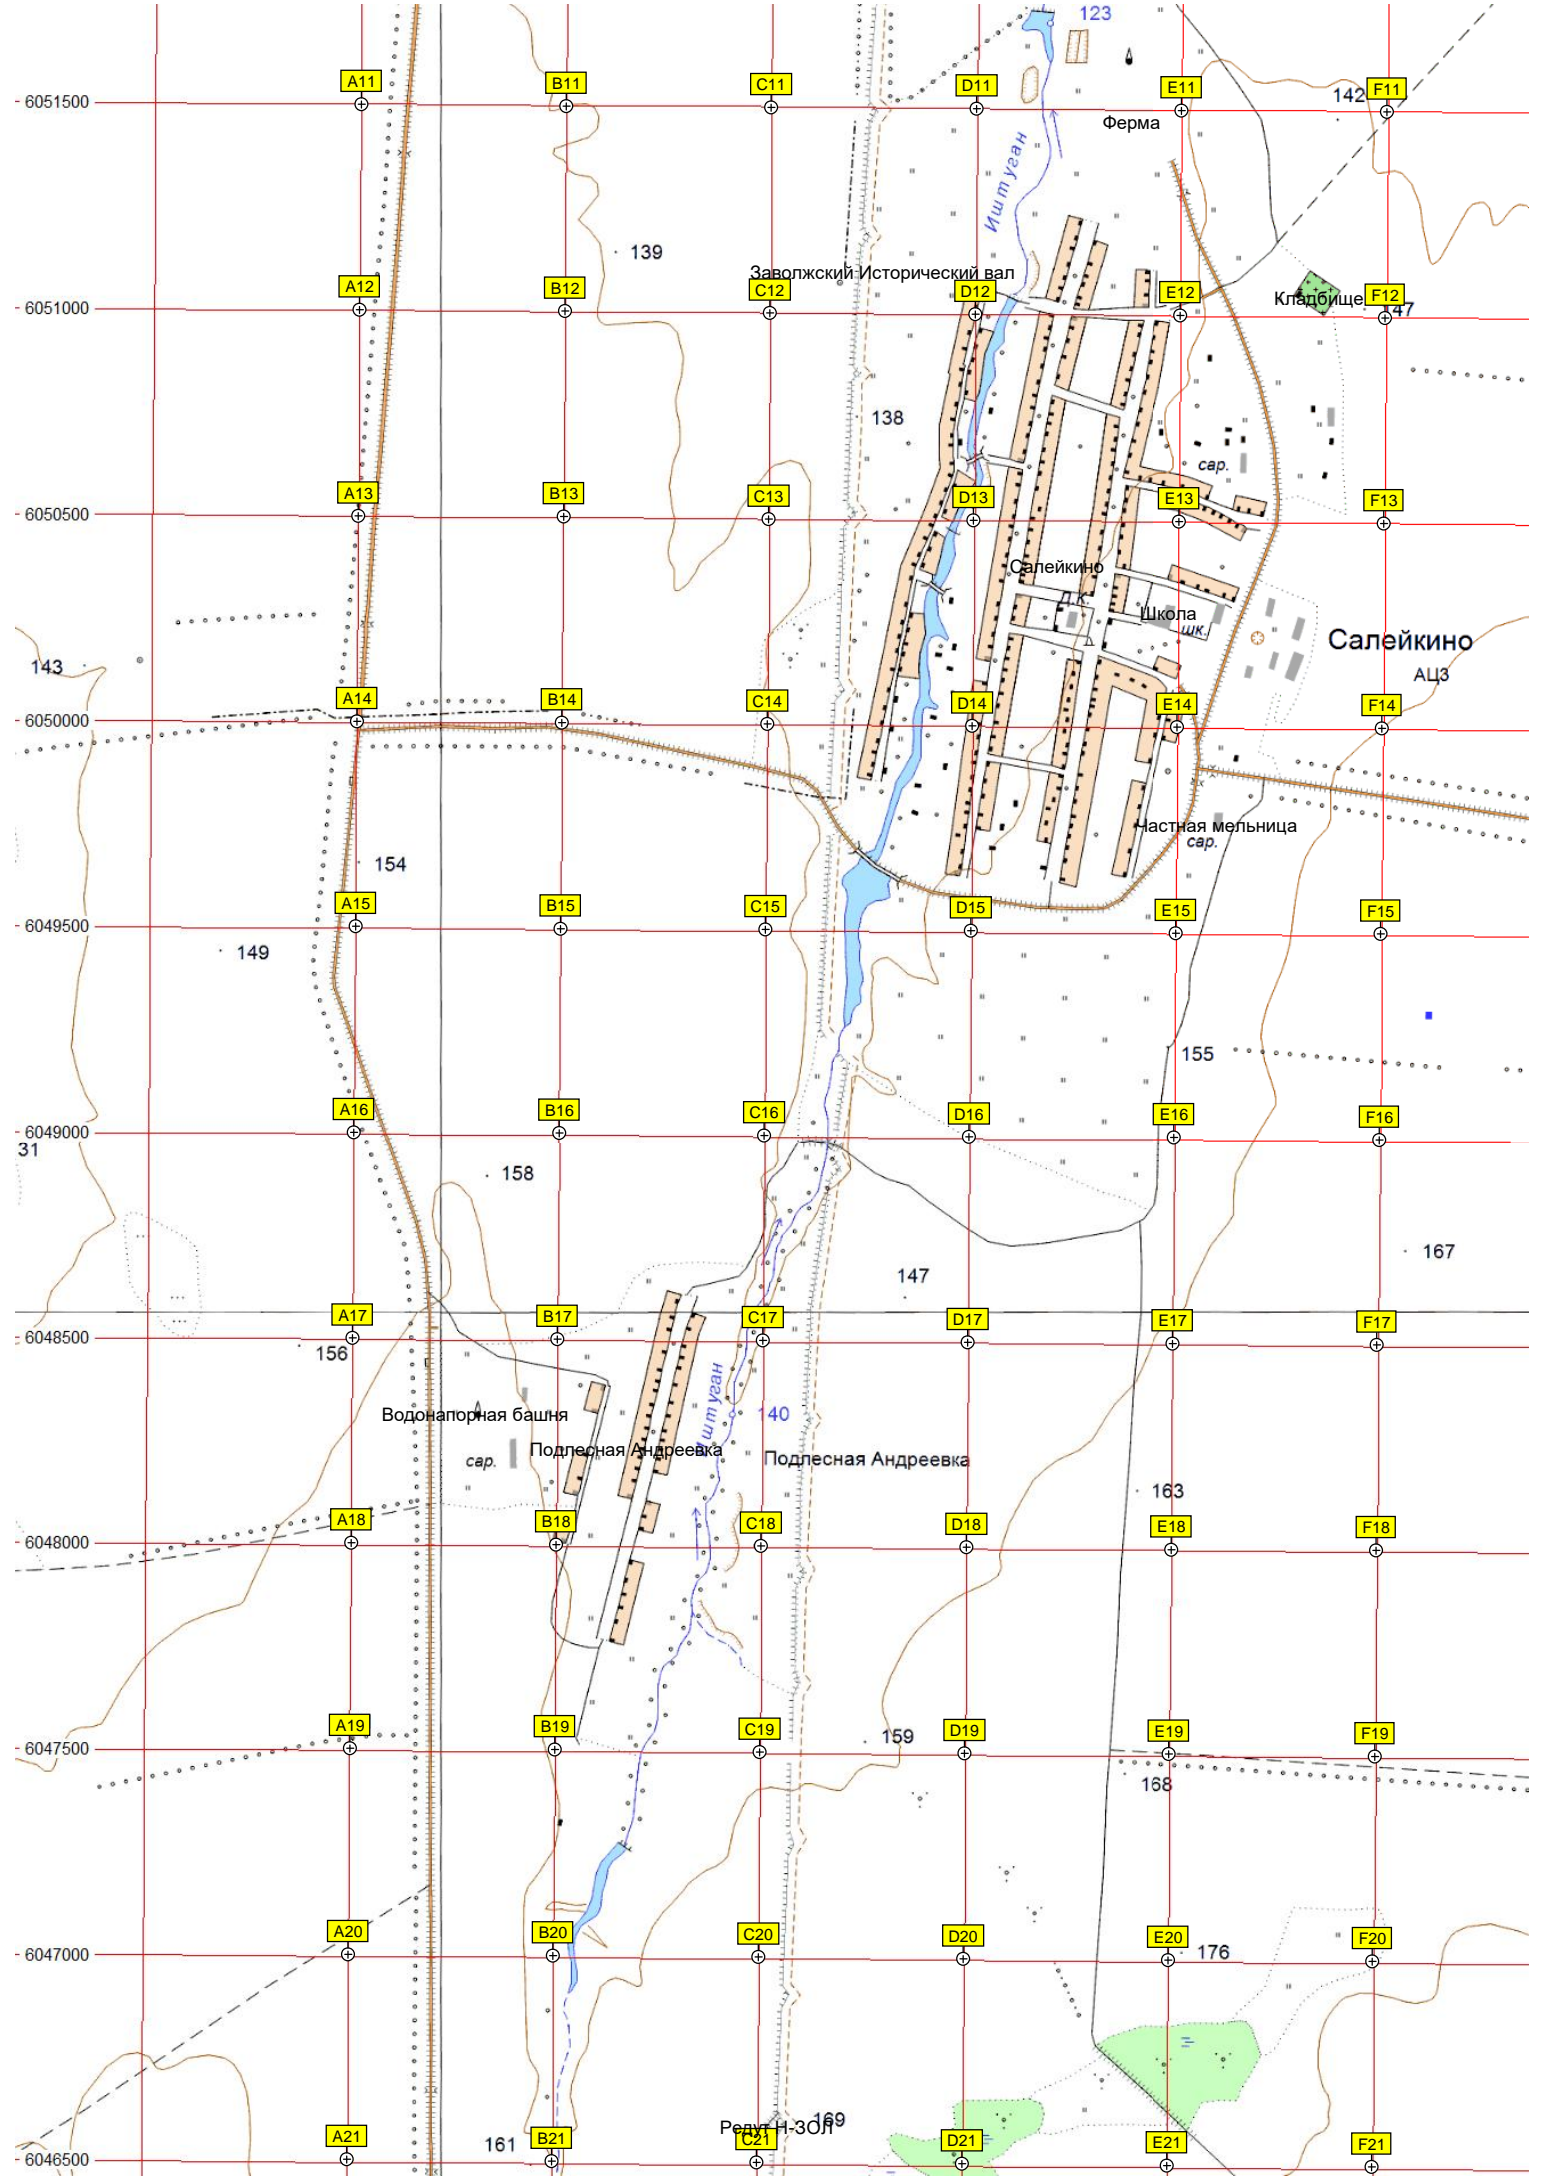 123
A11 B11 C11 D11 E11 F11
6051500
142
Ферма
Иштуган
139
Заволжский Исторический вал
A12 B12 C12 D12 E12 F12
Кладбище
47
6051000
138
сар.
A13 B13 C13 D13 E13 F13
6050500
Салейкино
Д.К.
Школа
шк.
Салейкино
АЦЗ
143
A14 B14 C14 D14 E14 F14
6050000
Частная мельница
сар.
154
A15 B15 C15 D15 E15 F15
6049500
149
155
A16 B16 C16 D16 E16 F16
6049000
31
158
167
147
A17 B17 C17 D17 E17 F17
6048500
156
Иштуган
140
Водонапорная башня
Подлесная Андреевка
Подлесная Андреевка
сар.
163
A18 B18 C18 D18 E18 F18
6048000
A19 B19 C19 D19 E19 F19
159
6047500
168
A20 B20 C20 D20 E20 F20
176
6047000
Редут Н-ЗОЛ
169
161
A21 B21 C21 D21 E21 F21
6046500